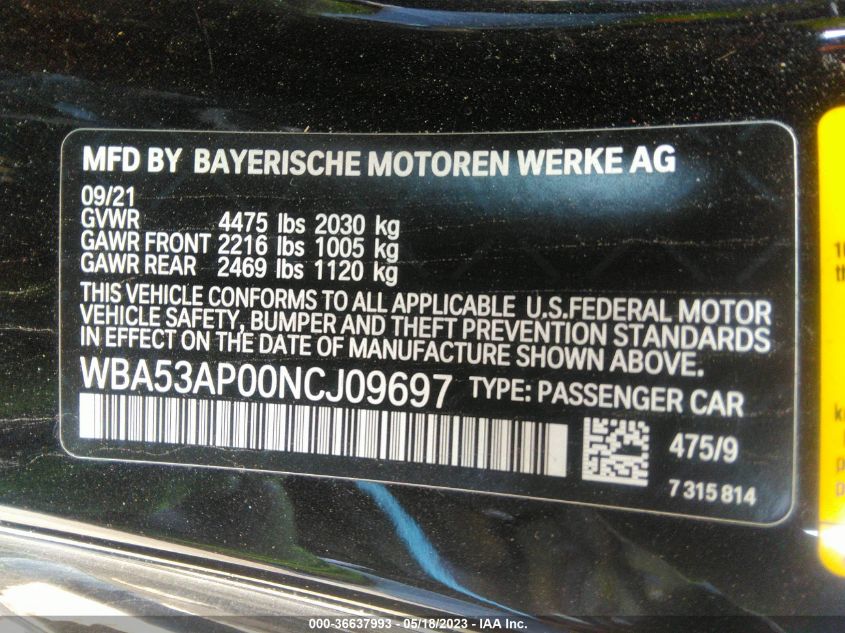 MFD BY BAYERISCHE MOTOREN WERKE AG
09/21
GVWR 4475 lbs 2030 kg
GAWR FRONT 2216 lbs 1005 kg
GAWR REAR 2469 lbs 1120 kg
THIS VEHICLE CONFORMS TO ALL APPLICABLE U.S.FEDERAL MOTOR
VEHICLE SAFETY, BUMPER AND THEFT PREVENTION STANDARDS
IN EFFECT ON THE DATE OF MANUFACTURE SHOWN ABOVE.
WBA53AP00NCJ09697 TYPE: PASSENGER CAR
475/9
7 315 814
000-36637993 - 05/18/2023 - IAA Inc.